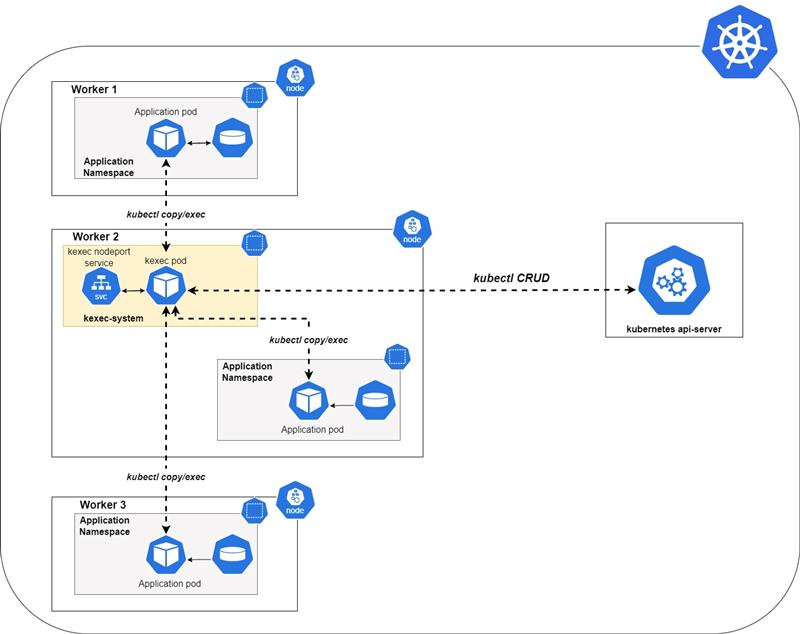 node
Worker 1
Application pod
Application
Namespace
kubectl copy/exec
node
Worker 2
kexec nodeport
service
kexec pod
svc
kexec-system
kubectl CRUD
kubernetes api-server
kubectl copy/exec
Application
Namespace
Application pod
kubectl copy/exec
node
Worker 3
Application
Namespace
Application pod